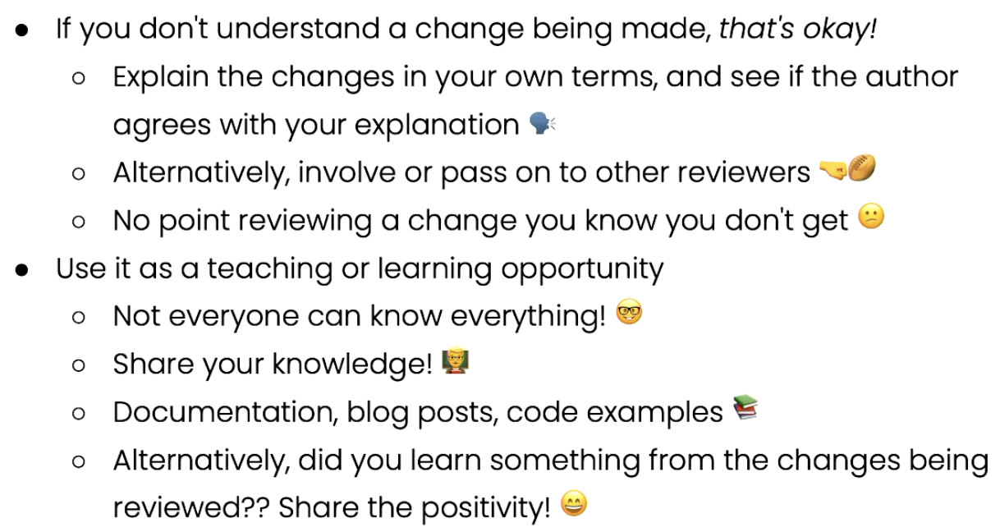 ● If you don't understand a change being made, that's okay!
○ Explain the changes in your own terms, and see if the author
agrees with your explanation 🗣️
○ Alternatively, involve or pass on to other reviewers 🤜🏉
○ No point reviewing a change you know you don't get 😕
● Use it as a teaching or learning opportunity
○ Not everyone can know everything! 🤓
○ Share your knowledge! 👨‍🏫
○ Documentation, blog posts, code examples 📚
○ Alternatively, did you learn something from the changes being
reviewed?? Share the positivity! 😄